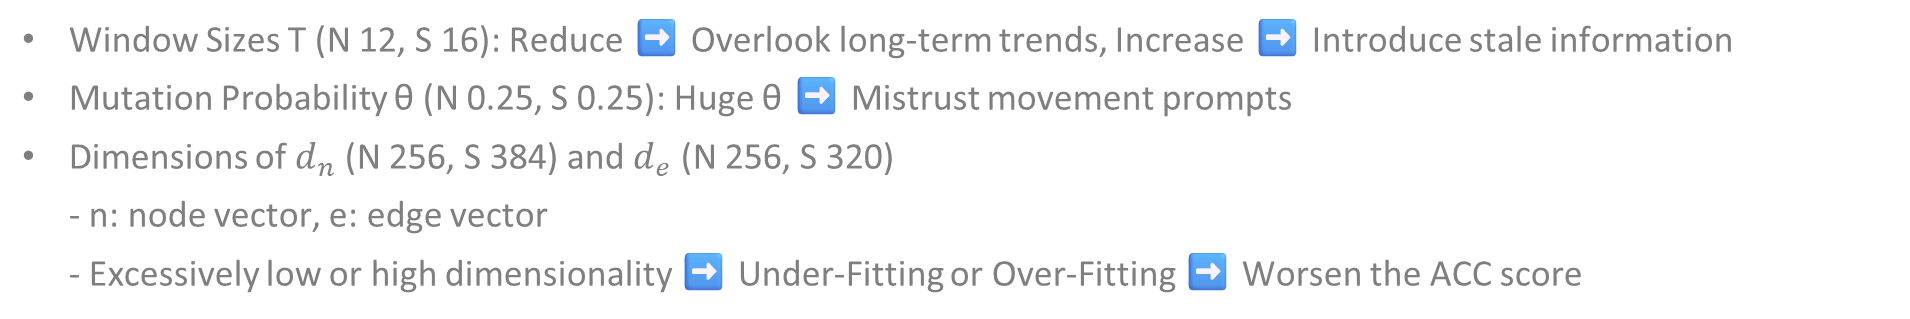 • Window Sizes T (N 12, S 16): Reduce ➡ Overlook long-term trends, Increase ➡ Introduce stale information
• Mutation Probability θ (N 0.25, S 0.25): Huge θ ➡ Mistrust movement prompts
• Dimensions of dₙ (N 256, S 384) and dₑ (N 256, S 320)
- n: node vector, e: edge vector
- Excessively low or high dimensionality ➡ Under-Fitting or Over-Fitting ➡ Worsen the ACC score